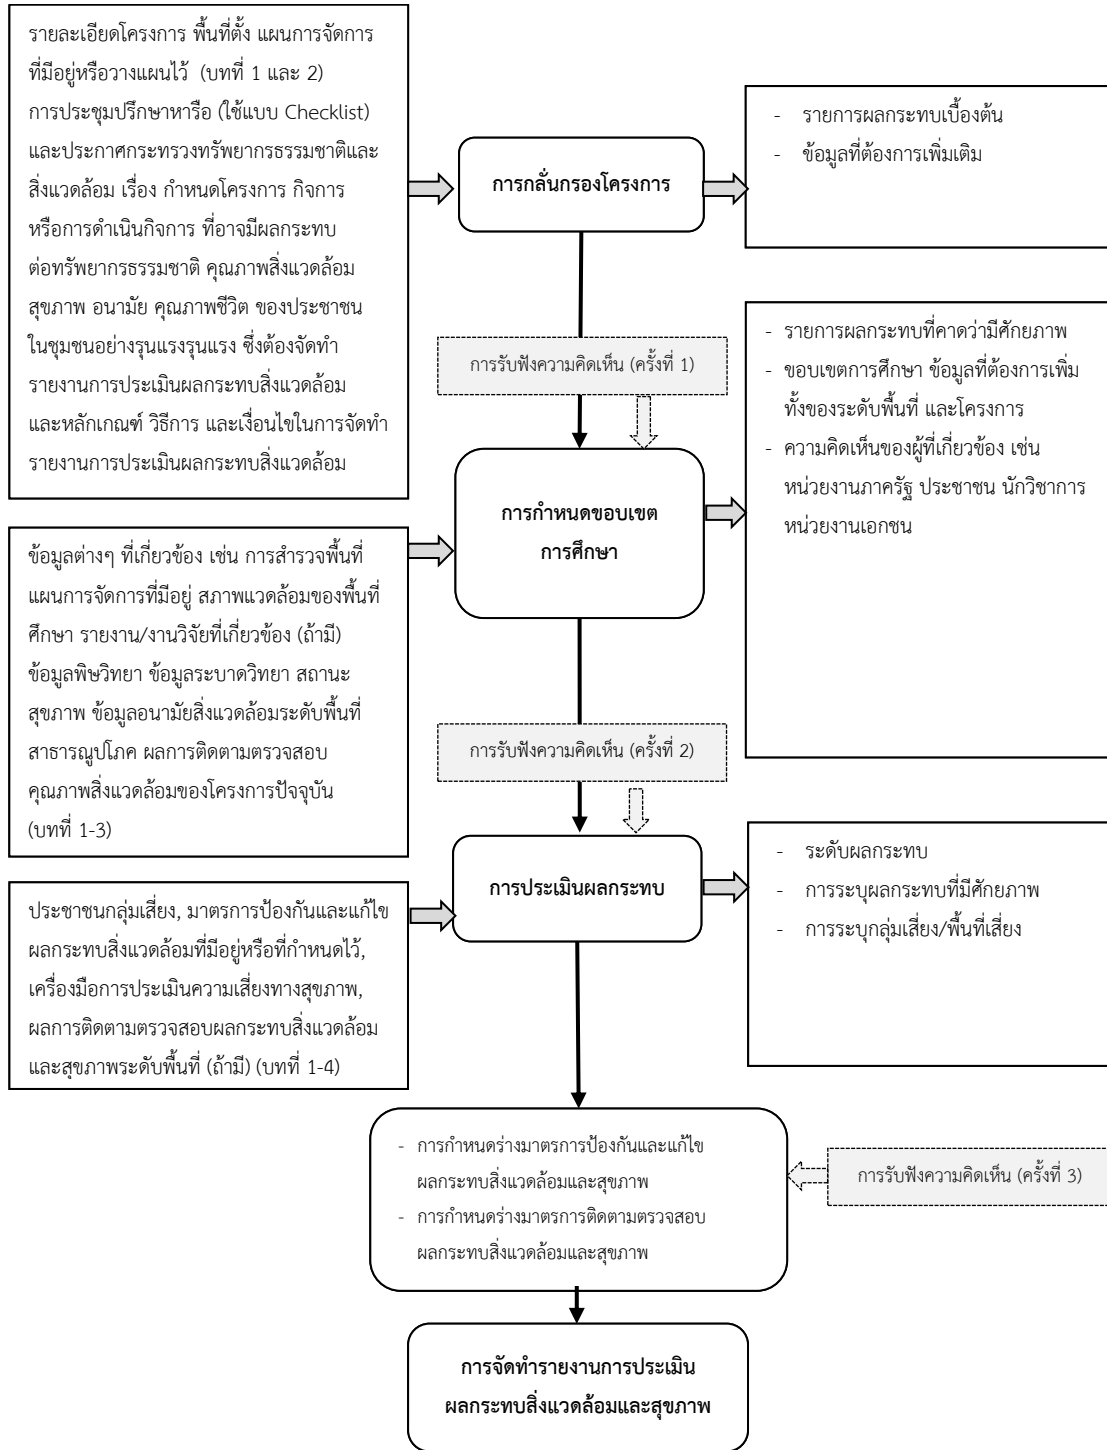 รายละเอียดโครงการ พื้นที่ตั้ง แผนการจัดการ
ที่มีอยู่หรือวางแผนไว้ (บทที่ 1 และ 2)
การประชุมปรึกษาหารือ (ใช้แบบ Checklist)
และประกาศกระทรวงทรัพยากรธรรมชาติและ
สิ่งแวดล้อม เรื่อง กำหนดโครงการ กิจการ
หรือการดำเนินกิจการ ที่อาจมีผลกระทบ
ต่อทรัพยากรธรรมชาติ คุณภาพสิ่งแวดล้อม
สุขภาพ อนามัย คุณภาพชีวิต ของประชาชน
ในชุมชนอย่างรุนแรงรุนแรง ซึ่งต้องจัดทำ
รายงานการประเมินผลกระทบสิ่งแวดล้อม
และหลักเกณฑ์ วิธีการ และเงื่อนไขในการจัดทำ
รายงานการประเมินผลกระทบสิ่งแวดล้อม
การกลั่นกรองโครงการ
- รายการผลกระทบเบื้องต้น
- ข้อมูลที่ต้องการเพิ่มเติม
การรับฟังความคิดเห็น (ครั้งที่ 1)
ข้อมูลต่างๆ ที่เกี่ยวข้อง เช่น การสำรวจพื้นที่
แผนการจัดการที่มีอยู่ สภาพแวดล้อมของพื้นที่
ศึกษา รายงาน/งานวิจัยที่เกี่ยวข้อง (ถ้ามี)
ข้อมูลพิษวิทยา ข้อมูลระบาดวิทยา สถานะ
สุขภาพ ข้อมูลอนามัยสิ่งแวดล้อมระดับพื้นที่
สาธารณูปโภค ผลการติดตามตรวจสอบ
คุณภาพสิ่งแวดล้อมของโครงการปัจจุบัน
(บทที่ 1-3)
การกำหนดขอบเขต
การศึกษา
- รายการผลกระทบที่คาดว่ามีศักยภาพ
- ขอบเขตการศึกษา ข้อมูลที่ต้องการเพิ่ม
ทั้งของระดับพื้นที่ และโครงการ
- ความคิดเห็นของผู้ที่เกี่ยวข้อง เช่น
หน่วยงานภาครัฐ ประชาชน นักวิชาการ
หน่วยงานเอกชน
การรับฟังความคิดเห็น (ครั้งที่ 2)
ประชาชนกลุ่มเสี่ยง, มาตรการป้องกันและแก้ไข
ผลกระทบสิ่งแวดล้อมที่มีอยู่หรือที่กำหนดไว้,
เครื่องมือการประเมินความเสี่ยงทางสุขภาพ,
ผลการติดตามตรวจสอบผลกระทบสิ่งแวดล้อม
และสุขภาพระดับพื้นที่ (ถ้ามี) (บทที่ 1-4)
การประเมินผลกระทบ
- ระดับผลกระทบ
- การระบุผลกระทบที่มีศักยภาพ
- การระบุกลุ่มเสี่ยง/พื้นที่เสี่ยง
- การกำหนดร่างมาตรการป้องกันและแก้ไข
ผลกระทบสิ่งแวดล้อมและสุขภาพ
- การกำหนดร่างมาตรการติดตามตรวจสอบ
ผลกระทบสิ่งแวดล้อมและสุขภาพ
การรับฟังความคิดเห็น (ครั้งที่ 3)
การจัดทำรายงานการประเมิน
ผลกระทบสิ่งแวดล้อมและสุขภาพ